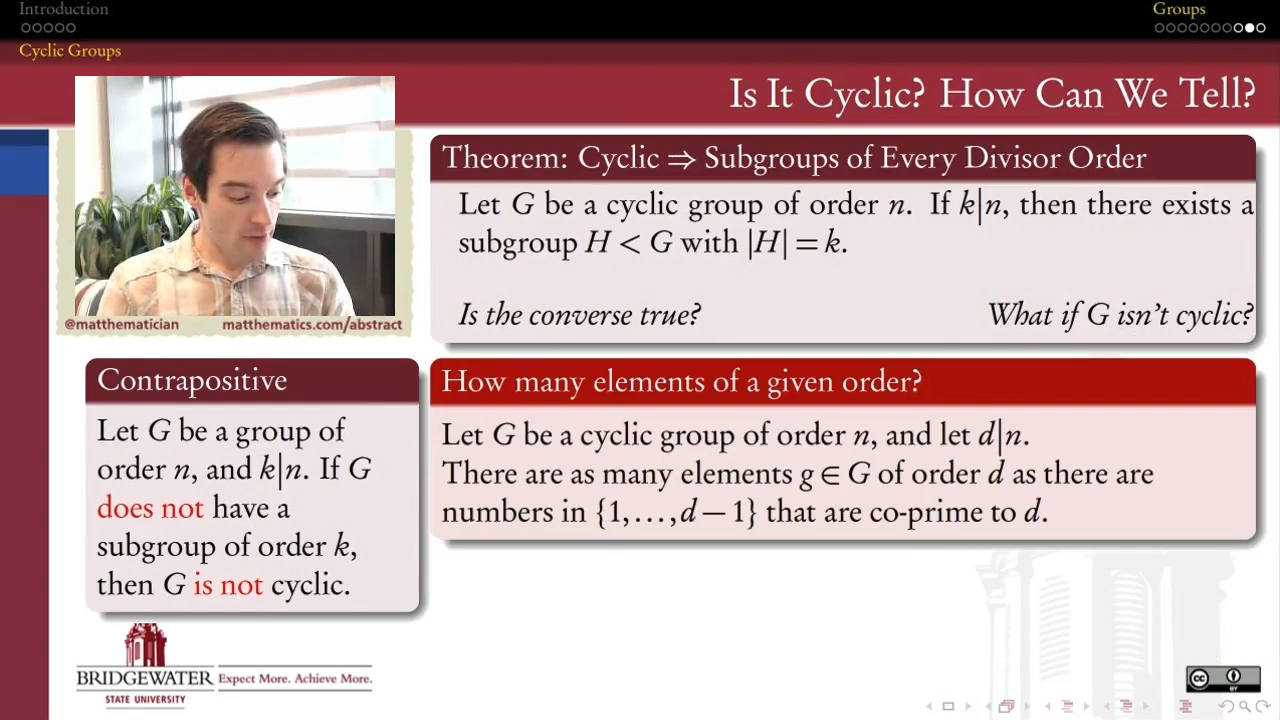 Introduction
Groups
Cyclic Groups
Is It Cyclic? How Can We Tell?
@matthematician matthematics.com/abstract
Theorem: Cyclic ⇒ Subgroups of Every Divisor Order
Let G be a cyclic group of order n. If k|n, then there exists a
subgroup H < G with |H| = k.
Is the converse true? What if G isn't cyclic?
Contrapositive
Let G be a group of
order n, and k|n. If G
does not have a
subgroup of order k,
then G is not cyclic.
How many elements of a given order?
Let G be a cyclic group of order n, and let d|n.
There are as many elements g ∈ G of order d as there are
numbers in {1,...,d − 1} that are co-prime to d.
BRIDGEWATER Expect More. Achieve More.
STATE UNIVERSITY
cc
BY